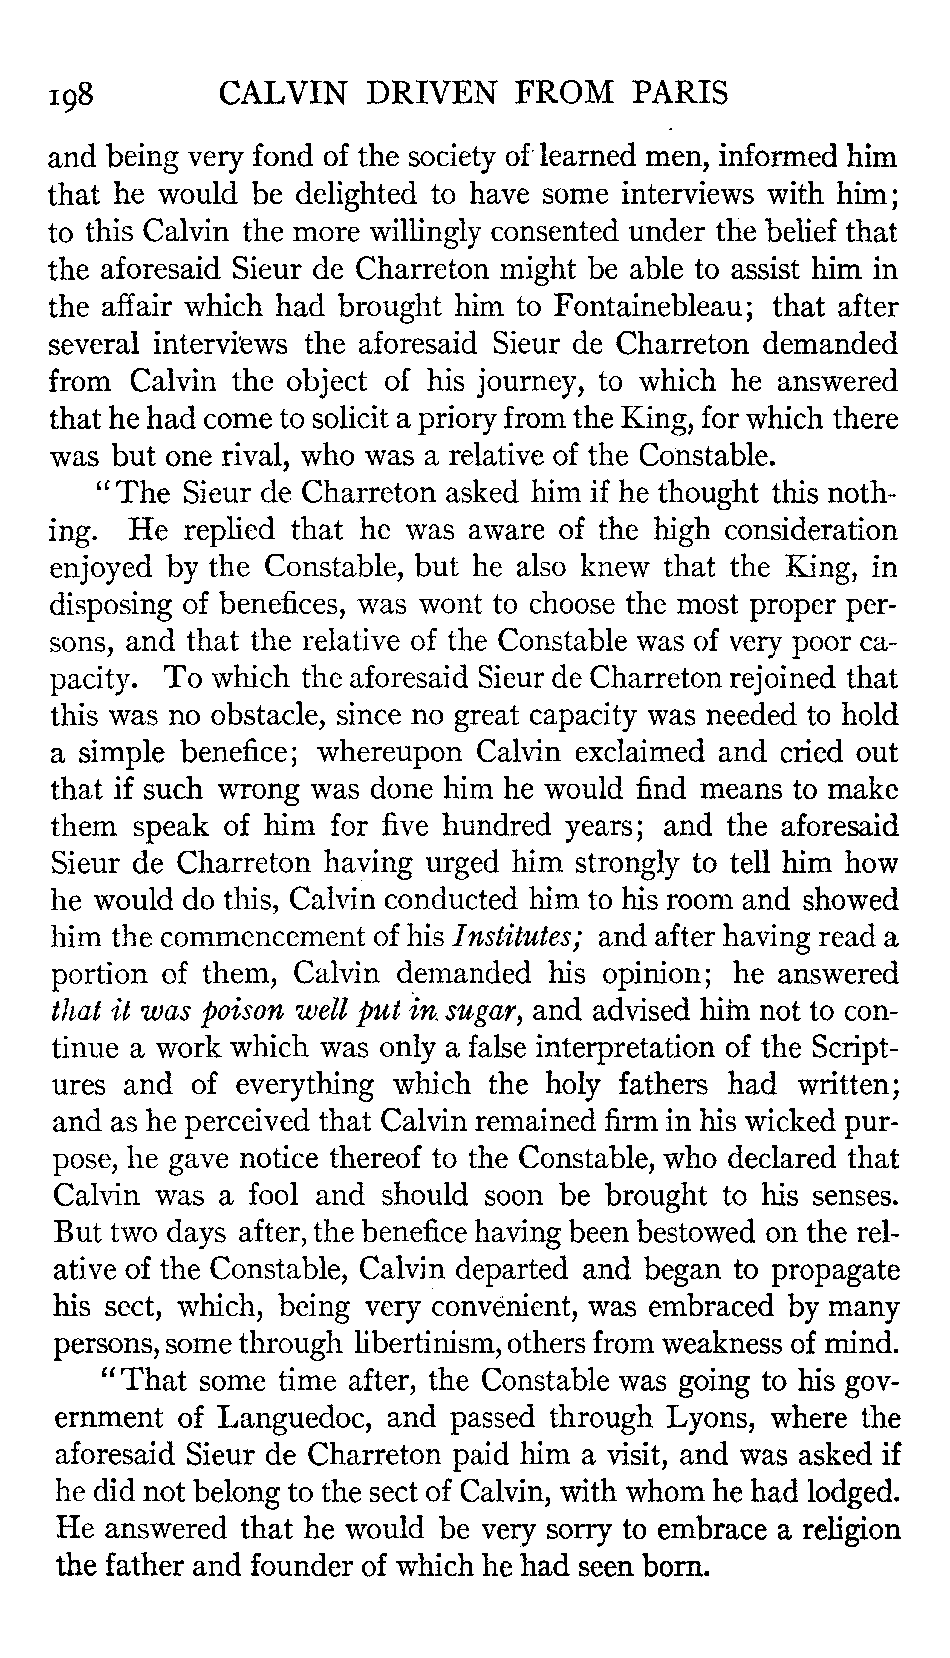 198 CALVIN DRIVEN FROM PARIS
and being very fond of the society of learned men, informed him
that he would be delighted to have some interviews with him;
to this Calvin the more willingly consented under the belief that
the aforesaid Sieur de Charreton might be able to assist him in
the affair which had brought him to Fontainebleau; that after
several interviews the aforesaid Sieur de Charreton demanded
from Calvin the object of his journey, to which he answered
that he had come to solicit a priory from the King, for which there
was but one rival, who was a relative of the Constable.
"The Sieur de Charreton asked him if he thought this noth-
ing. He replied that he was aware of the high consideration
enjoyed by the Constable, but he also knew that the King, in
disposing of benefices, was wont to choose the most proper per-
sons, and that the relative of the Constable was of very poor ca-
pacity. To which the aforesaid Sieur de Charreton rejoined that
this was no obstacle, since no great capacity was needed to hold
a simple benefice; whereupon Calvin exclaimed and cried out
that if such wrong was done him he would find means to make
them speak of him for five hundred years; and the aforesaid
Sieur de Charreton having urged him strongly to tell him how
he would do this, Calvin conducted him to his room and showed
him the commencement of his Institutes; and after having read a
portion of them, Calvin demanded his opinion; he answered
that it was poison well put in sugar, and advised him not to con-
tinue a work which was only a false interpretation of the Script-
ures and of everything which the holy fathers had written;
and as he perceived that Calvin remained firm in his wicked pur-
pose, he gave notice thereof to the Constable, who declared that
Calvin was a fool and should soon be brought to his senses.
But two days after, the benefice having been bestowed on the rel-
ative of the Constable, Calvin departed and began to propagate
his sect, which, being very convenient, was embraced by many
persons, some through libertinism, others from weakness of mind.
"That some time after, the Constable was going to his gov-
ernment of Languedoc, and passed through Lyons, where the
aforesaid Sieur de Charreton paid him a visit, and was asked if
he did not belong to the sect of Calvin, with whom he had lodged.
He answered that he would be very sorry to embrace a religion
the father and founder of which he had seen born.